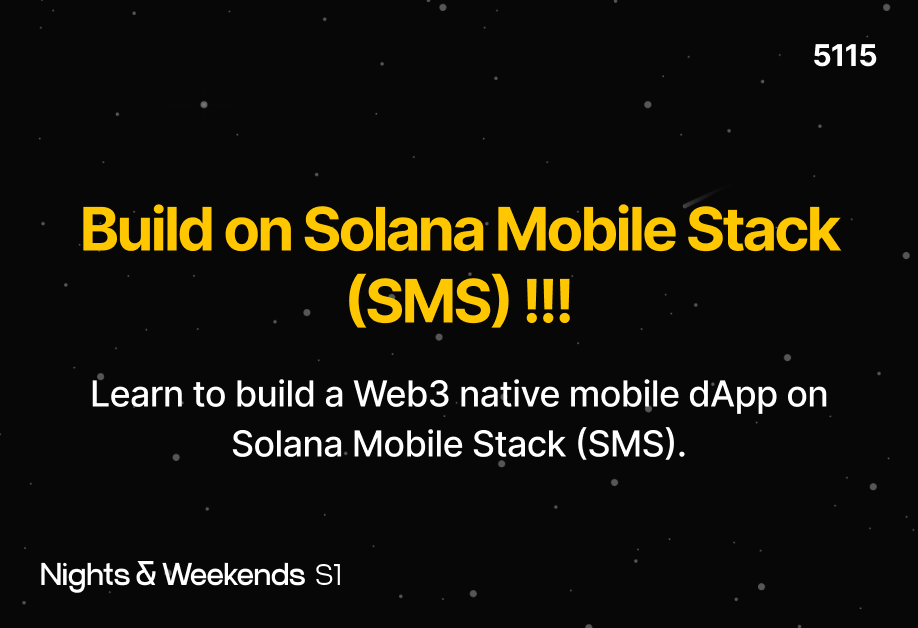 5115
Build on Solana Mobile Stack
(SMS) !!!
Learn to build a Web3 native mobile dApp on
Solana Mobile Stack (SMS).
Nights & Weekends S1